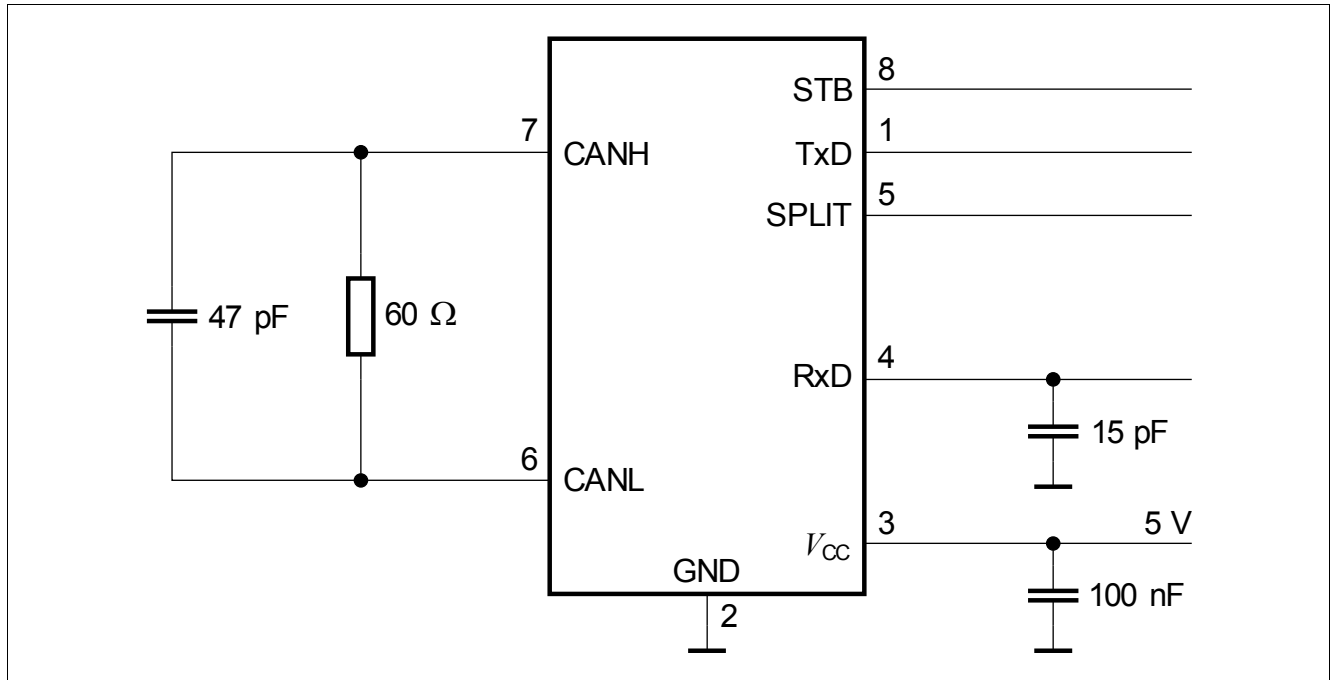 8
STB
7
1
CANH
TxD
5
SPLIT
47 pF
60 Ω
4
RxD
15 pF
6
CANL
3
5 V
VCC
GND
100 nF
2